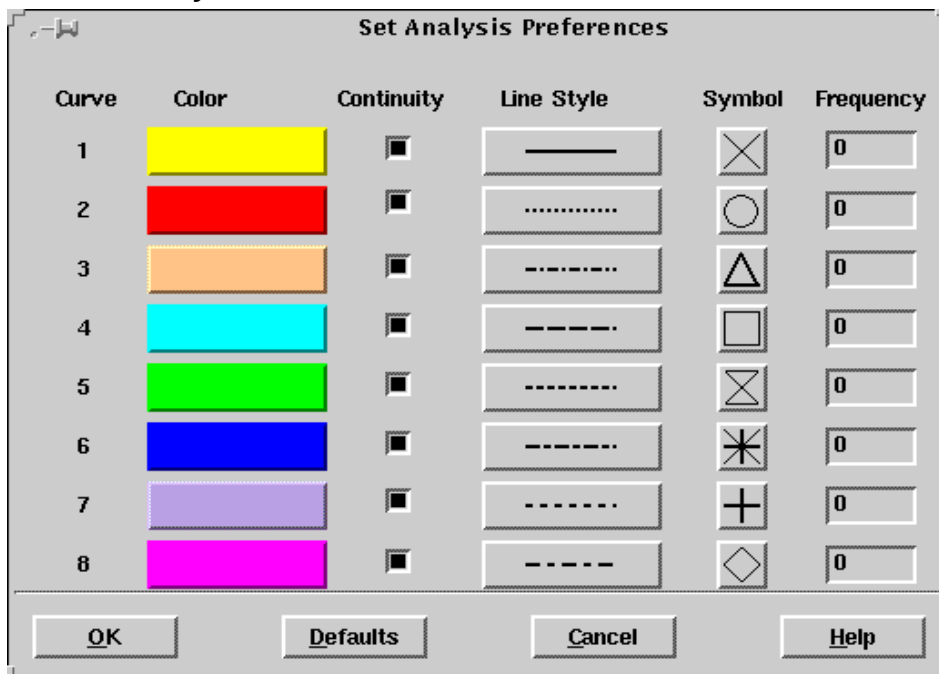 Set Analysis Preferences
Curve Color Continuity Line Style Symbol Frequency
1 0
2 0
3 0
4 0
5 0
6 0
7 0
8 0
OK Defaults Cancel Help